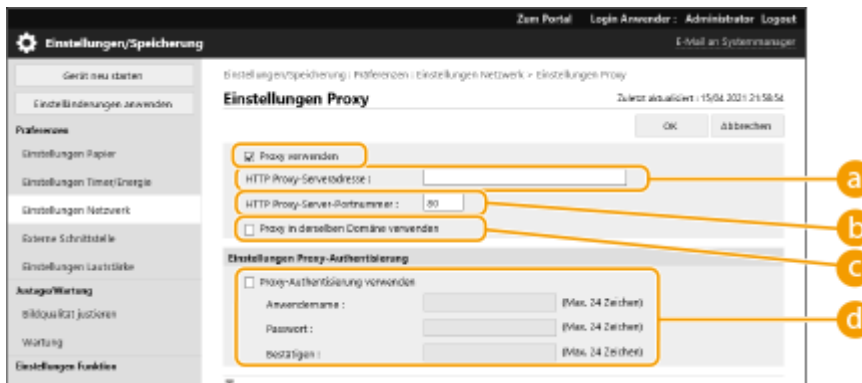 Zum Portal Login Anwender : Administrator Logout
Einstellungen/Speicherung
E-Mail an Systemmanager
Gerät neu starten
Einstelländerungen anwenden
Präferenzen
Einstellungen Papier
Einstellungen Timer/Energie
Einstellungen Netzwerk
Externe Schnittstelle
Einstellungen Lautstärke
Justage/Wartung
Bildqualität justieren
Wartung
Einstellungen Funktion
Einstellungen/Speicherung : Präferenzen : Einstellungen Netzwerk > Einstellungen Proxy
Einstellungen Proxy
Zuletzt aktualisiert : 15/04 2021 21:58:54
OK Abbrechen
Proxy verwenden
HTTP Proxy-Serveradresse :
a
HTTP Proxy-Server-Portnummer : 80
b
Proxy in derselben Domäne verwenden
c
Einstellungen Proxy-Authentisierung
Proxy-Authentisierung verwenden
d
Anwendername : (Max. 24 Zeichen)
Passwort : (Max. 24 Zeichen)
Bestätigen : (Max. 24 Zeichen)